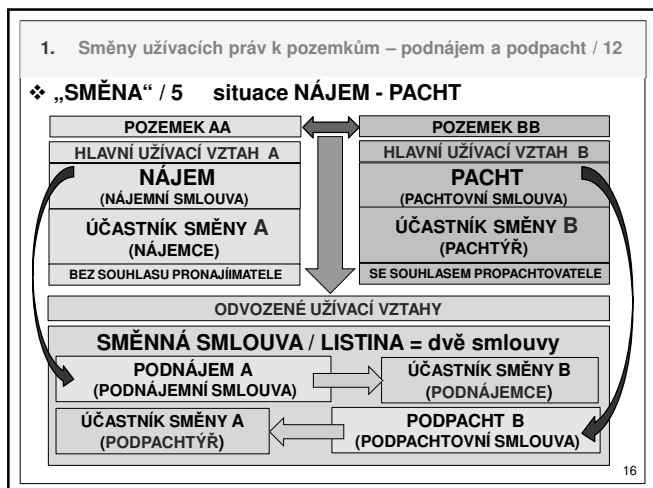 1. Směny užívacích práv k pozemkům – podnájem a podpacht / 12
❖ „SMĚNA“ / 5 situace NÁJEM - PACHT
POZEMEK AA
POZEMEK BB
HLAVNÍ UŽÍVACÍ VZTAH A
HLAVNÍ UŽÍVACÍ VZTAH B
NÁJEM
(NÁJEMNÍ SMLOUVA)
PACHT
(PACHTOVNÍ SMLOUVA)
ÚČASTNÍK SMĚNY A
(NÁJEMCE)
ÚČASTNÍK SMĚNY B
(PACHTÝŘ)
BEZ SOUHLASU PRONAJÍIMATELE
SE SOUHLASEM PROPACHTOVATELE
ODVOZENÉ UŽÍVACÍ VZTAHY
SMĚNNÁ SMLOUVA / LISTINA = dvě smlouvy
PODNÁJEM A
(PODNÁJEMNÍ SMLOUVA)
ÚČASTNÍK SMĚNY B
(PODNÁJEMCE)
ÚČASTNÍK SMĚNY A
(PODPACHTÝŘ)
PODPACHT B
(PODPACHTOVNÍ SMLOUVA)
16